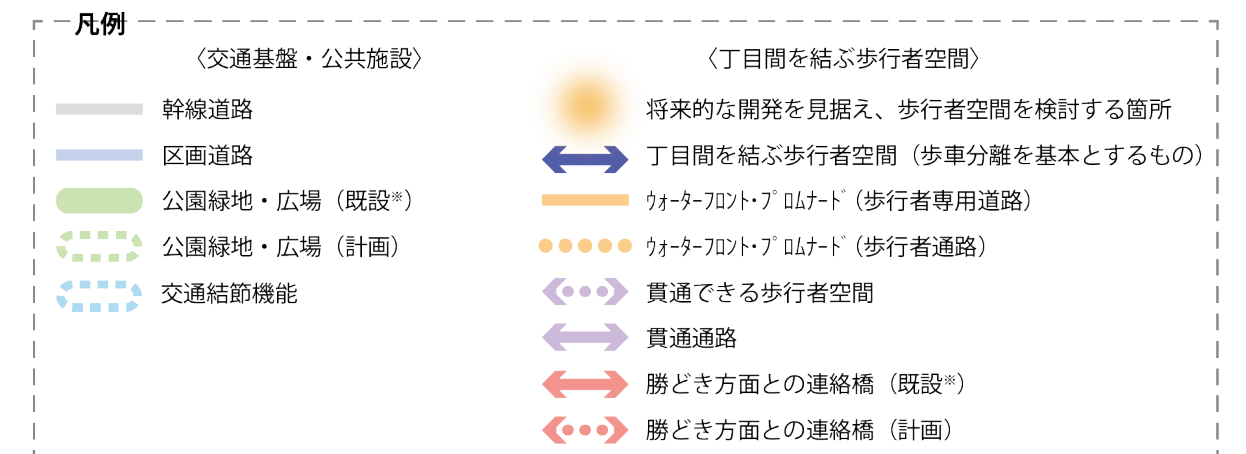 凡例
〈交通基盤・公共施設〉
幹線道路
区画道路
公園緑地・広場（既設※）
公園緑地・広場（計画）
交通結節機能
〈丁目間を結ぶ歩行者空間〉
将来的な開発を見据え、歩行者空間を検討する箇所
丁目間を結ぶ歩行者空間（歩車分離を基本とするもの）
ｳｫｰﾀｰﾌﾛﾝﾄ･ﾌﾟﾛﾑﾅｰﾄﾞ（歩行者専用道路）
ｳｫｰﾀｰﾌﾛﾝﾄ･ﾌﾟﾛﾑﾅｰﾄﾞ（歩行者通路）
貫通できる歩行者空間
貫通通路
勝どき方面との連絡橋（既設※）
勝どき方面との連絡橋（計画）